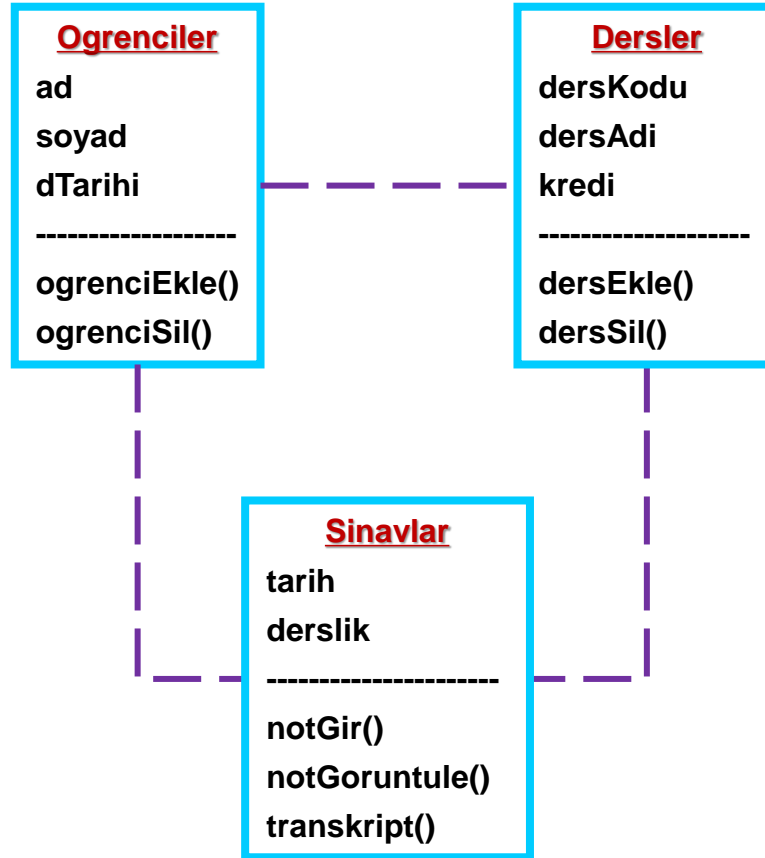 Ogrenciler
ad
soyad
dTarihi
-------------------
ogrenciEkle()
ogrenciSil()
Dersler
dersKodu
dersAdi
kredi
--------------------
dersEkle()
dersSil()
Sinavlar
tarih
derslik
----------------------
notGir()
notGoruntule()
transkript()